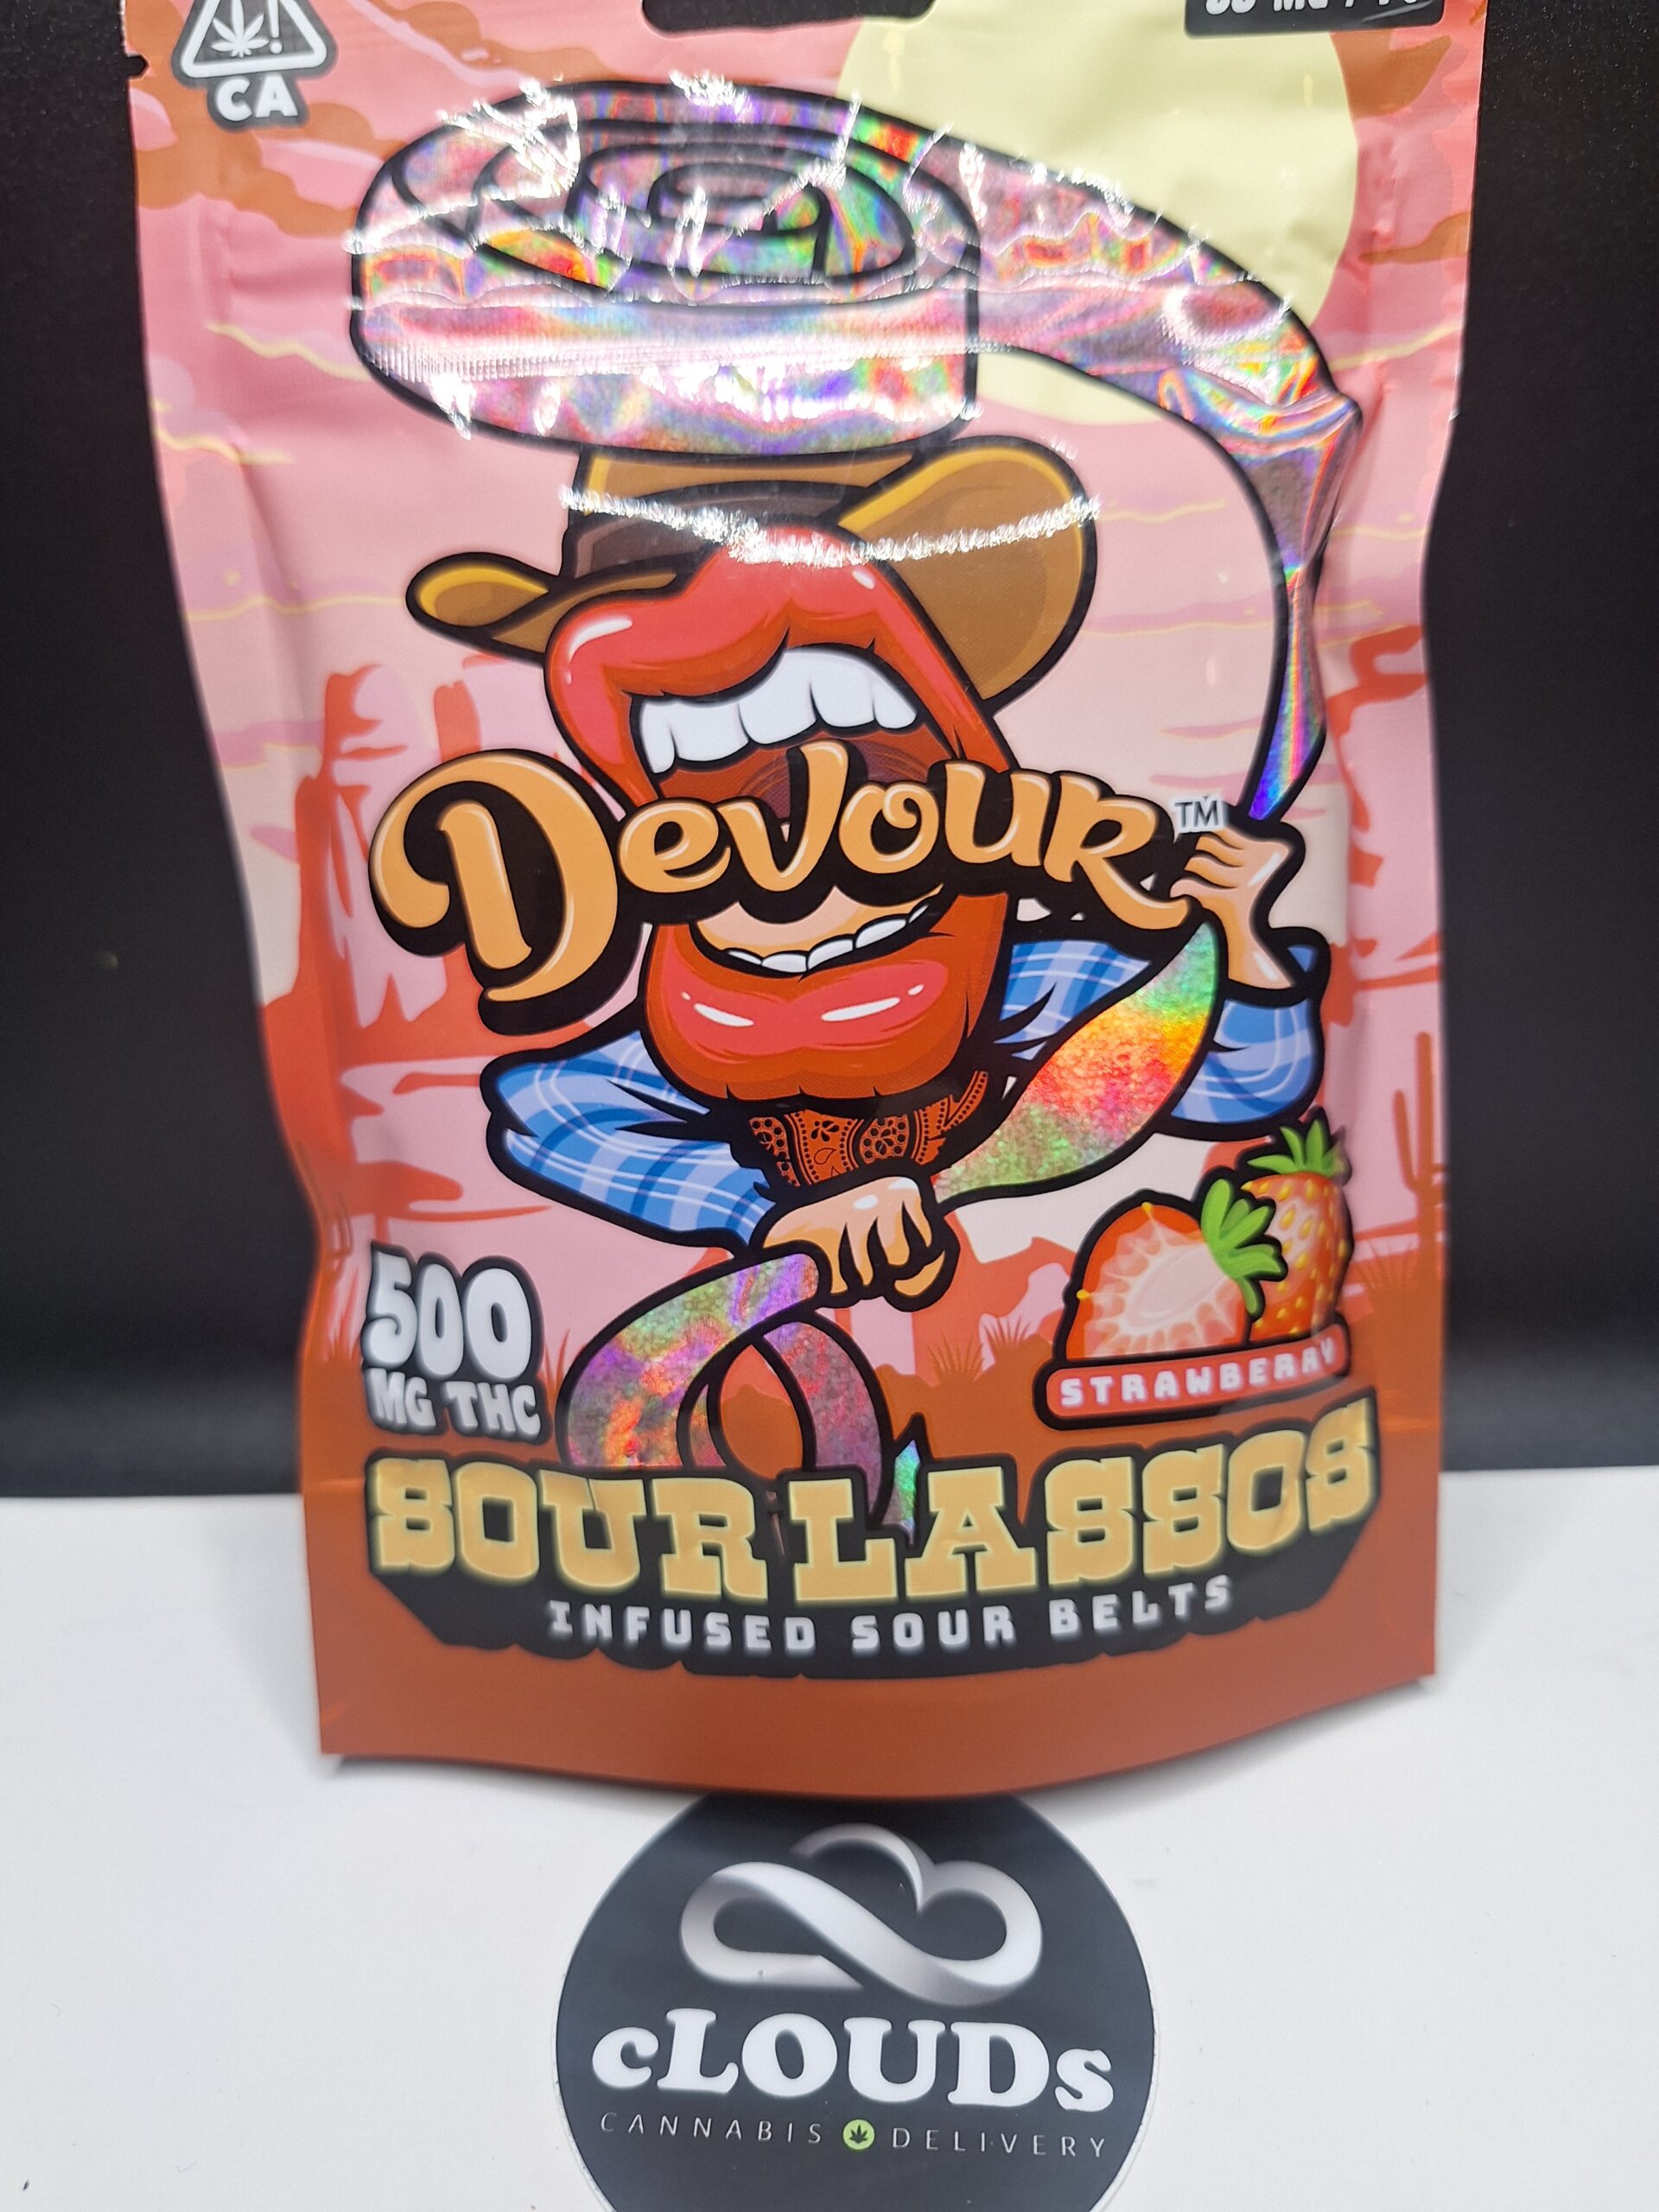 CA
DEVOUR™
500
MG THC
STRAWBERRY
SOUR LASSOS
INFUSED SOUR BELTS
cLOUDs
CANNABIS DELIVERY